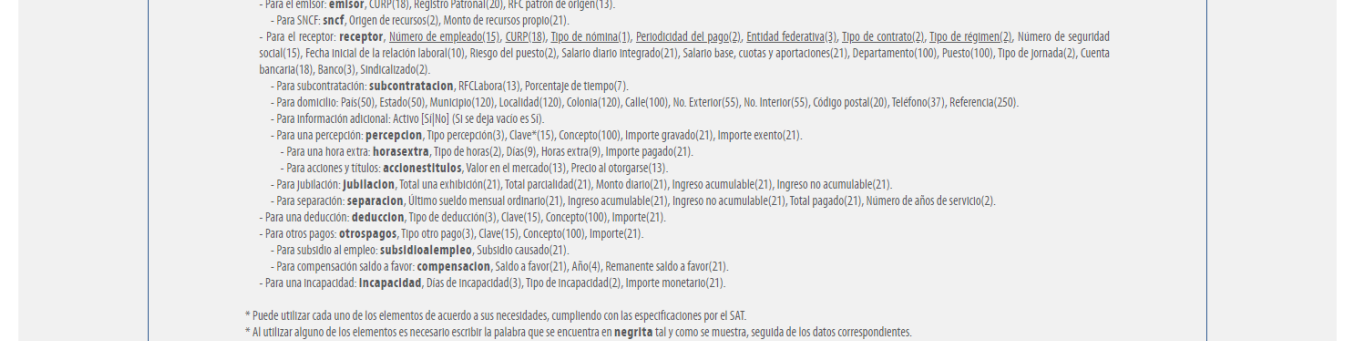 - Para el emisor: emisor, CURP(18), Registro Patronal(20), RFC patrón de origen(13).
- Para SNCF: sncf, Origen de recursos(2), Monto de recursos propio(21).
- Para el receptor: receptor, Número de empleado(15), CURP(18), Tipo de nómina(1), Periodicidad del pago(2), Entidad federativa(3), Tipo de contrato(2), Tipo de régimen(2), Número de seguridad
social(15), Fecha inicial de la relación laboral(10), Riesgo del puesto(2), Salario diario integrado(21), Salario base, cuotas y aportaciones(21), Departamento(100), Puesto(100), Tipo de jornada(2), Cuenta
bancaria(18), Banco(3), Sindicalizado(2).
- Para subcontratación: subcontratacion, RFCLabora(13), Porcentaje de tiempo(7).
- Para domicilio: País(50), Estado(50), Municipio(120), Localidad(120), Colonia(120), Calle(100), No. Exterior(55), No. Interior(55), Código postal(20), Teléfono(37), Referencia(250).
- Para información adicional: Activo [Sí|No] (Si se deja vacío es Sí).
- Para una percepción: percepcion, Tipo percepción(3), Clave*(15), Concepto(100), Importe gravado(21), Importe exento(21).
- Para una hora extra: horasextra, Tipo de horas(2), Días(9), Horas extra(9), Importe pagado(21).
- Para acciones y títulos: accionestitulos, Valor en el mercado(13), Precio al otorgarse(13).
- Para jubilación: jubilacion, Total una exhibición(21), Total parcialidad(21), Monto diario(21), Ingreso acumulable(21), Ingreso no acumulable(21).
- Para separación: separacion, Último sueldo mensual ordinario(21), Ingreso acumulable(21), Ingreso no acumulable(21), Total pagado(21), Número de años de servicio(2).
- Para una deducción: deduccion, Tipo de deducción(3), Clave(15), Concepto(100), Importe(21).
- Para otros pagos: otrospagos, Tipo otro pago(3), Clave(15), Concepto(100), Importe(21).
- Para subsidio al empleo: subsidioalempleo, Subsidio causado(21).
- Para compensación saldo a favor: compensacion, Saldo a favor(21), Año(4), Remanente saldo a favor(21).
- Para una incapacidad: incapacidad, Días de incapacidad(3), Tipo de incapacidad(2), Importe monetario(21).
* Puede utilizar cada uno de los elementos de acuerdo a sus necesidades, cumpliendo con las especificaciones por el SAT.
* Al utilizar alguno de los elementos es necesario escribir la palabra que se encuentra en negrita tal y como se muestra, seguida de los datos correspondientes.